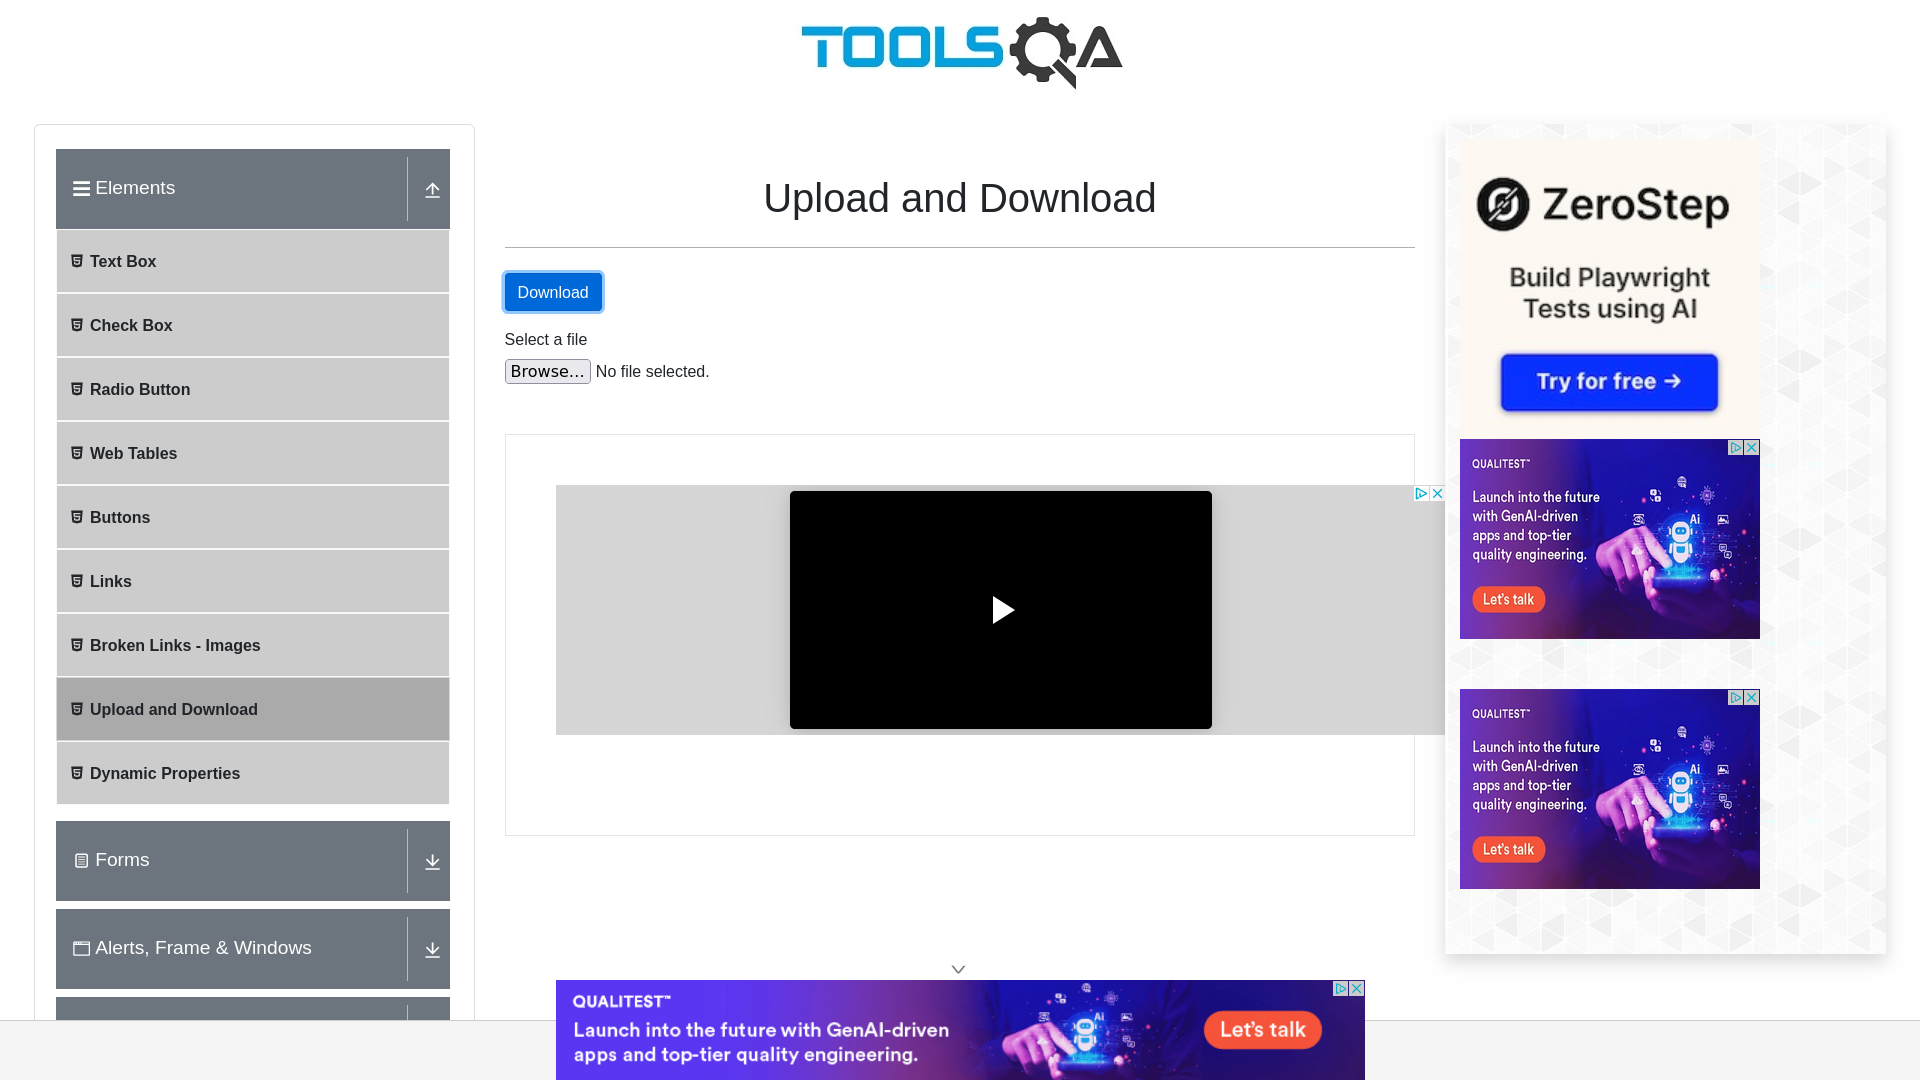 TOOLSQA
Elements
Text Box
Check Box
Radio Button
Web Tables
Buttons
Links
Broken Links - Images
Upload and Download
Dynamic Properties
Forms
Alerts, Frame & Windows
Upload and Download
Download
Select a file
Browse... No file selected.
ZeroStep
Build Playwright
Tests using AI
Try for free →
QUALITEST™
Launch into the future
with GenAI-driven
apps and top-tier
quality engineering.
Ai
Let's talk
QUALITEST™
Launch into the future
with GenAI-driven
apps and top-tier
quality engineering.
Ai
Let's talk
QUALITEST™
Launch into the future with GenAI-driven
apps and top-tier quality engineering.
Ai
Let's talk